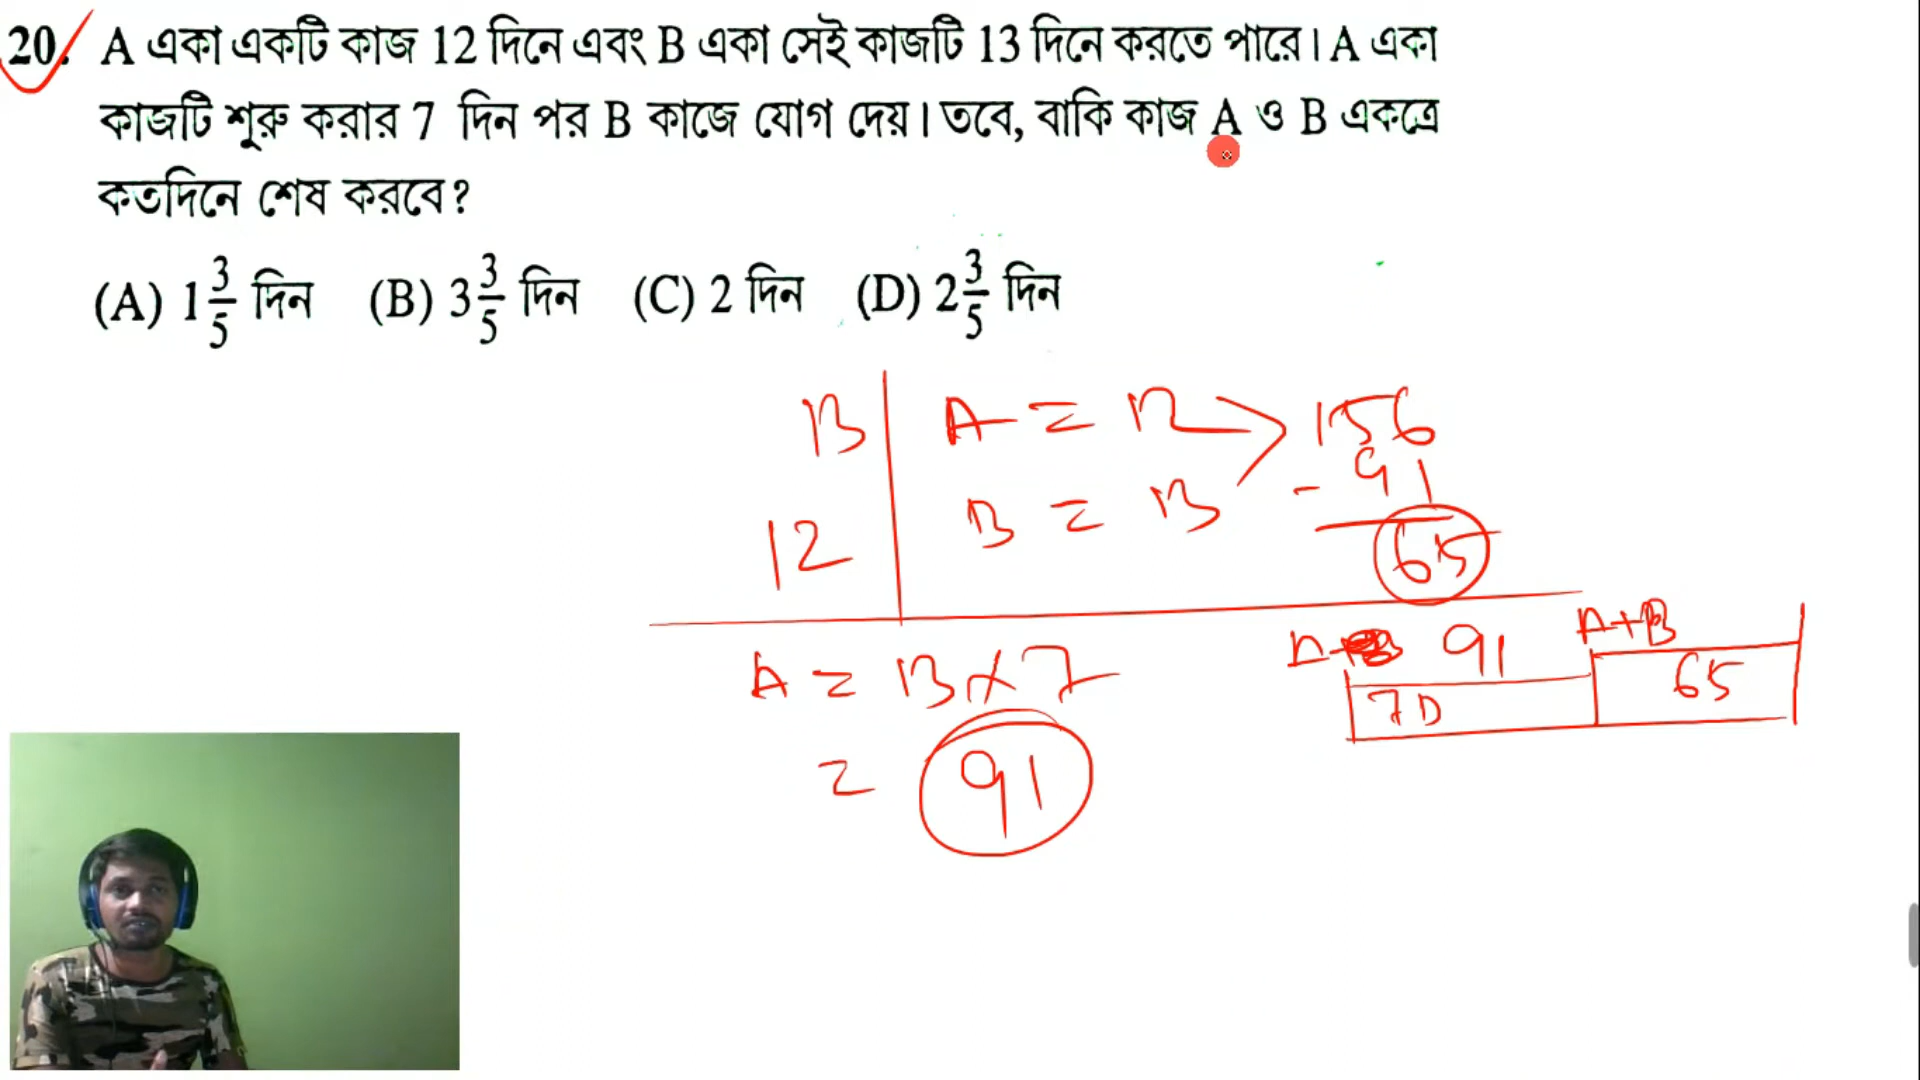 20. A একা একটি কাজ 12 দিনে এবং B একা সেই কাজটি 13 দিনে করতে পারে। A একা
কাজটি শুরু করার 7 দিন পর B কাজে যোগ দেয়। তবে, বাকি কাজ A ও B একত্রে
কতদিনে শেষ করবে?
(A) 1 3/5 দিন (B) 3 3/5 দিন (C) 2 দিন (D) 2 3/5 দিন
13 A = 12 → 156
- 91
12 B = 13
65
A = 13 × 7
= 91
A 91 A+B
7D 65